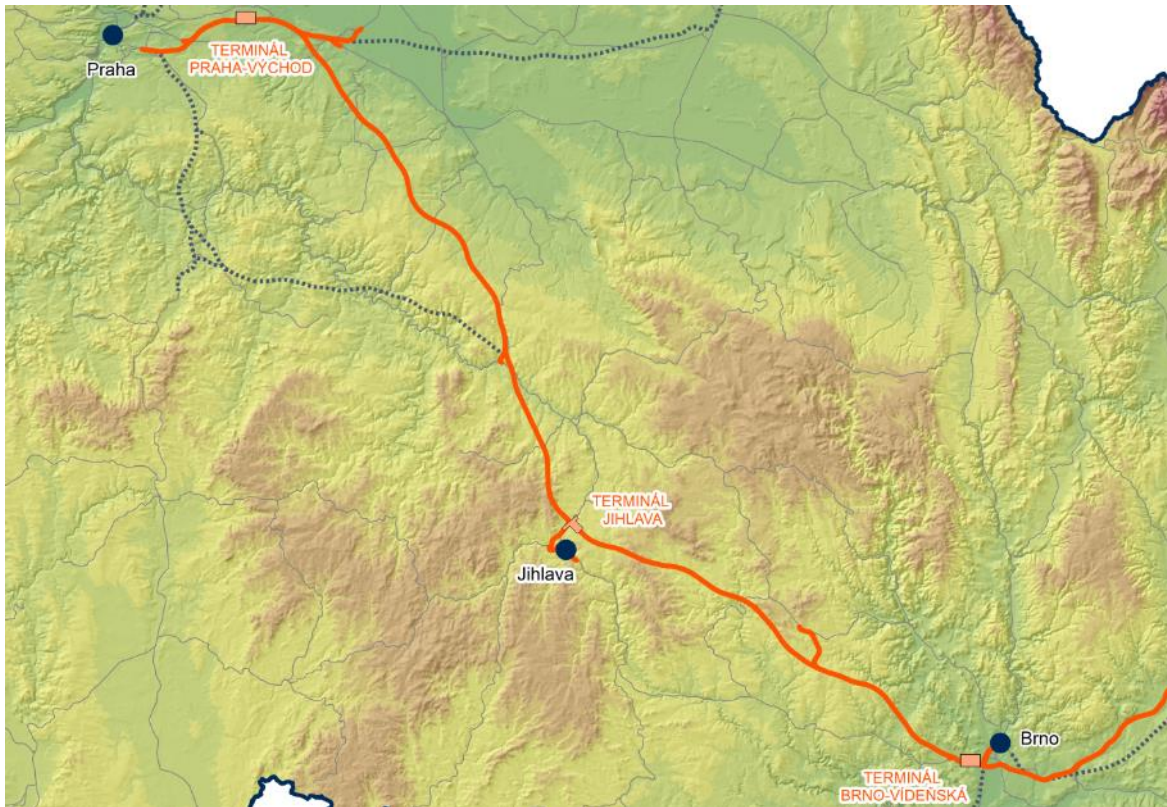 Praha
TERMINÁL
PRAHA-VÝCHOD
TERMINÁL
JIHLAVA
Jihlava
Brno
TERMINÁL
BRNO-VÍDEŇSKÁ